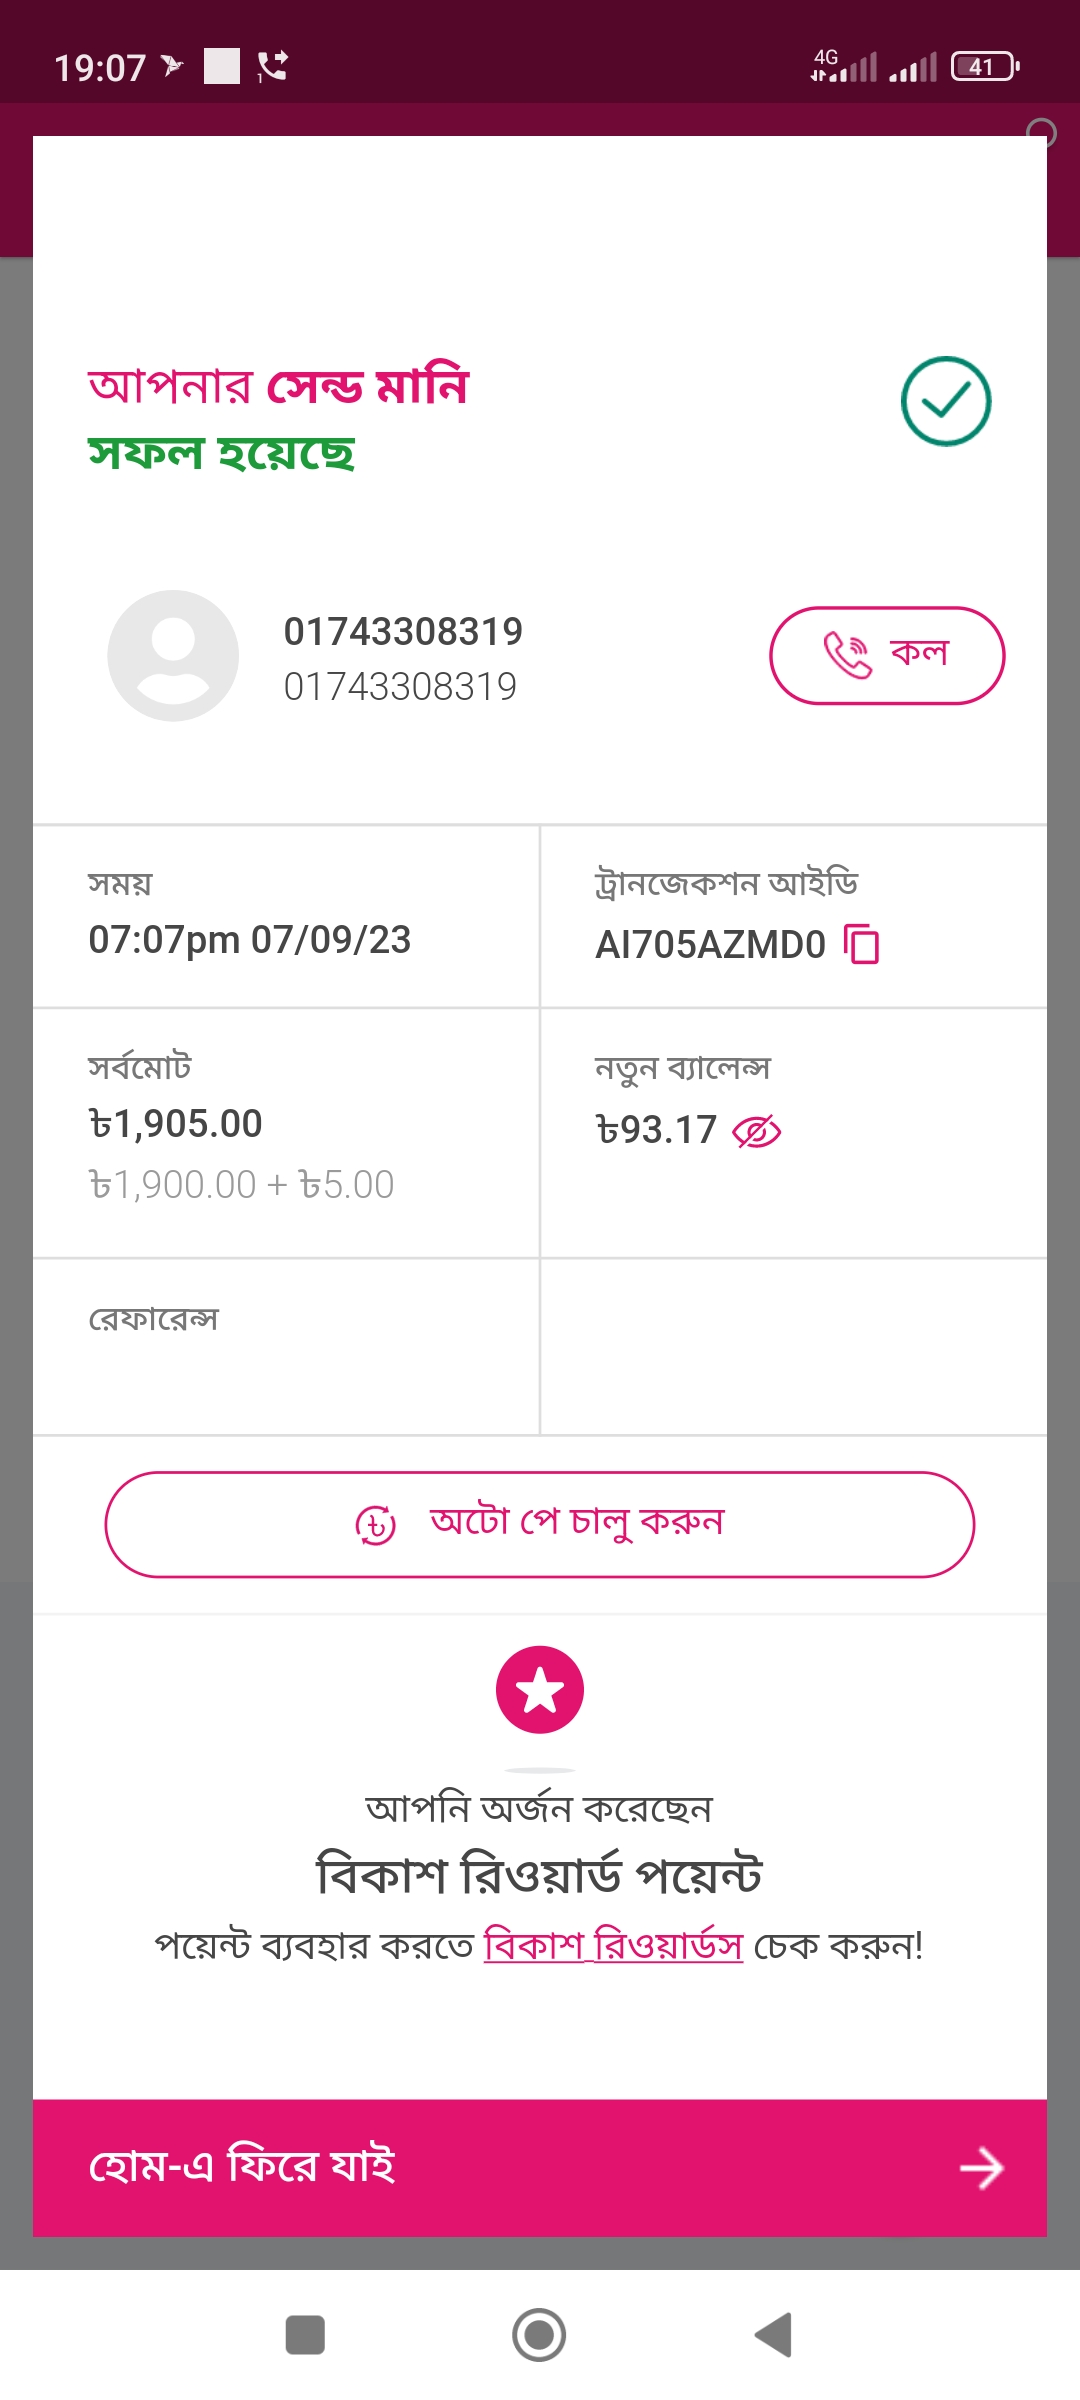 19:07
1
4G
41
আপনার সেন্ড মানি
সফল হয়েছে
01743308319
01743308319
কল
সময়
07:07pm 07/09/23
ট্রানজেকশন আইডি
AI705AZMD0
সর্বমোট
৳1,905.00
৳1,900.00 + ৳5.00
নতুন ব্যালেন্স
৳93.17
রেফারেন্স
অটো পে চালু করুন
আপনি অর্জন করেছেন
বিকাশ রিওয়ার্ড পয়েন্ট
পয়েন্ট ব্যবহার করতে বিকাশ রিওয়ার্ডস চেক করুন!
হোম-এ ফিরে যাই